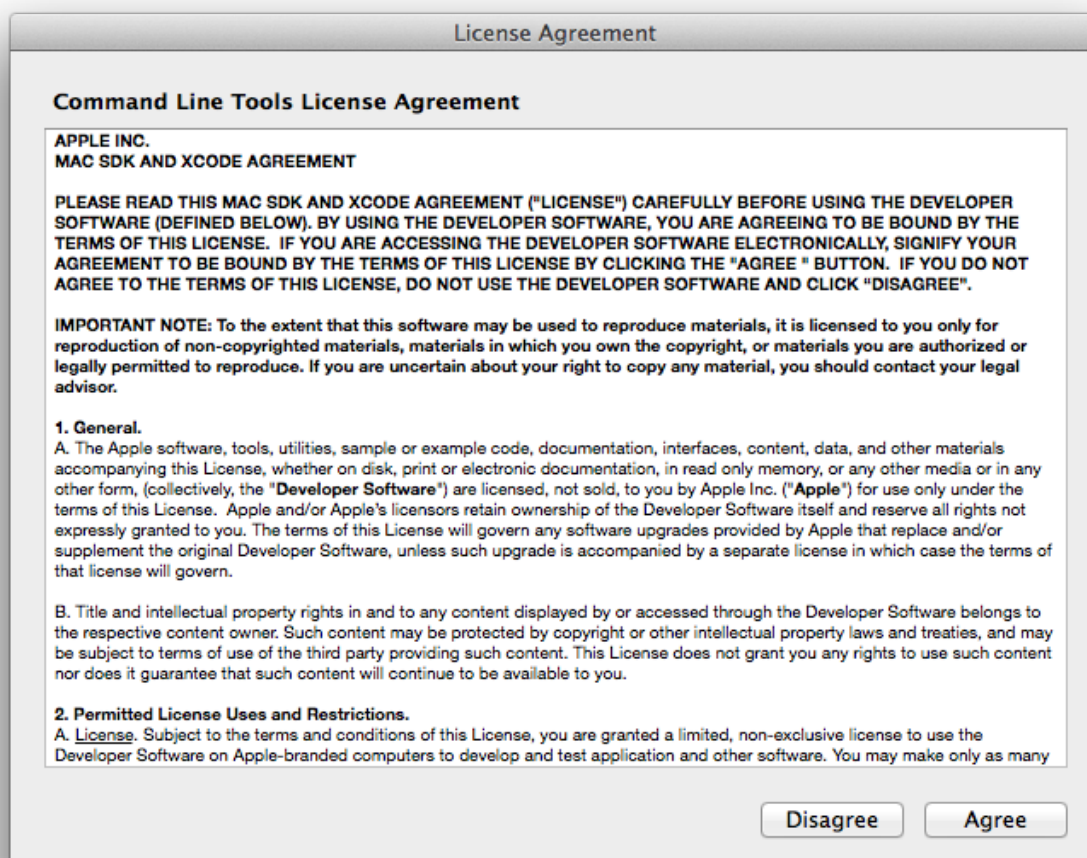 License Agreement
Command Line Tools License Agreement
APPLE INC.
MAC SDK AND XCODE AGREEMENT
PLEASE READ THIS MAC SDK AND XCODE AGREEMENT ("LICENSE") CAREFULLY BEFORE USING THE DEVELOPER
SOFTWARE (DEFINED BELOW). BY USING THE DEVELOPER SOFTWARE, YOU ARE AGREEING TO BE BOUND BY THE
TERMS OF THIS LICENSE.  IF YOU ARE ACCESSING THE DEVELOPER SOFTWARE ELECTRONICALLY, SIGNIFY YOUR
AGREEMENT TO BE BOUND BY THE TERMS OF THIS LICENSE BY CLICKING THE "AGREE " BUTTON.  IF YOU DO NOT
AGREE TO THE TERMS OF THIS LICENSE, DO NOT USE THE DEVELOPER SOFTWARE AND CLICK “DISAGREE”.
IMPORTANT NOTE: To the extent that this software may be used to reproduce materials, it is licensed to you only for
reproduction of non-copyrighted materials, materials in which you own the copyright, or materials you are authorized or
legally permitted to reproduce. If you are uncertain about your right to copy any material, you should contact your legal
advisor.
1. General.
A. The Apple software, tools, utilities, sample or example code, documentation, interfaces, content, data, and other materials
accompanying this License, whether on disk, print or electronic documentation, in read only memory, or any other media or in any
other form, (collectively, the "Developer Software") are licensed, not sold, to you by Apple Inc. ("Apple") for use only under the
terms of this License.  Apple and/or Apple’s licensors retain ownership of the Developer Software itself and reserve all rights not
expressly granted to you. The terms of this License will govern any software upgrades provided by Apple that replace and/or
supplement the original Developer Software, unless such upgrade is accompanied by a separate license in which case the terms of
that license will govern.
B. Title and intellectual property rights in and to any content displayed by or accessed through the Developer Software belongs to
the respective content owner. Such content may be protected by copyright or other intellectual property laws and treaties, and may
be subject to terms of use of the third party providing such content. This License does not grant you any rights to use such content
nor does it guarantee that such content will continue to be available to you.
2. Permitted License Uses and Restrictions.
A. License. Subject to the terms and conditions of this License, you are granted a limited, non-exclusive license to use the
Developer Software on Apple-branded computers to develop and test application and other software. You may make only as many
Disagree Agree